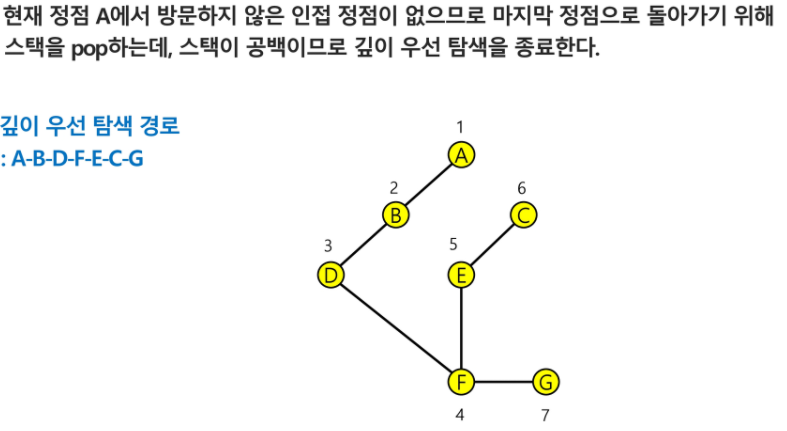 현재 정점 A에서 방문하지 않은 인접 정점이 없으므로 마지막 정점으로 돌아가기 위해
스택을 pop하는데, 스택이 공백이므로 깊이 우선 탐색을 종료한다.
깊이 우선 탐색 경로
: A-B-D-F-E-C-G
1
A
2
6
B
C
3
5
D
E
F
G
4
7